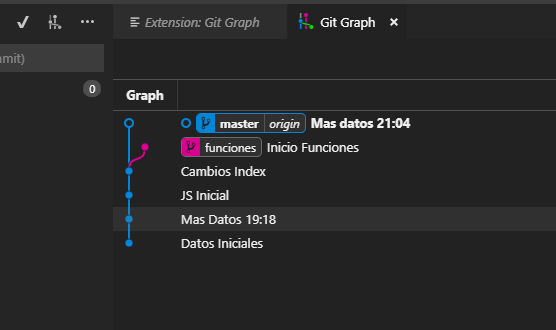 Extension: Git Graph
Git Graph
mit)
0
Graph
master origin Mas datos 21:04
funciones Inicio Funciones
Cambios Index
JS Inicial
Mas Datos 19:18
Datos Iniciales